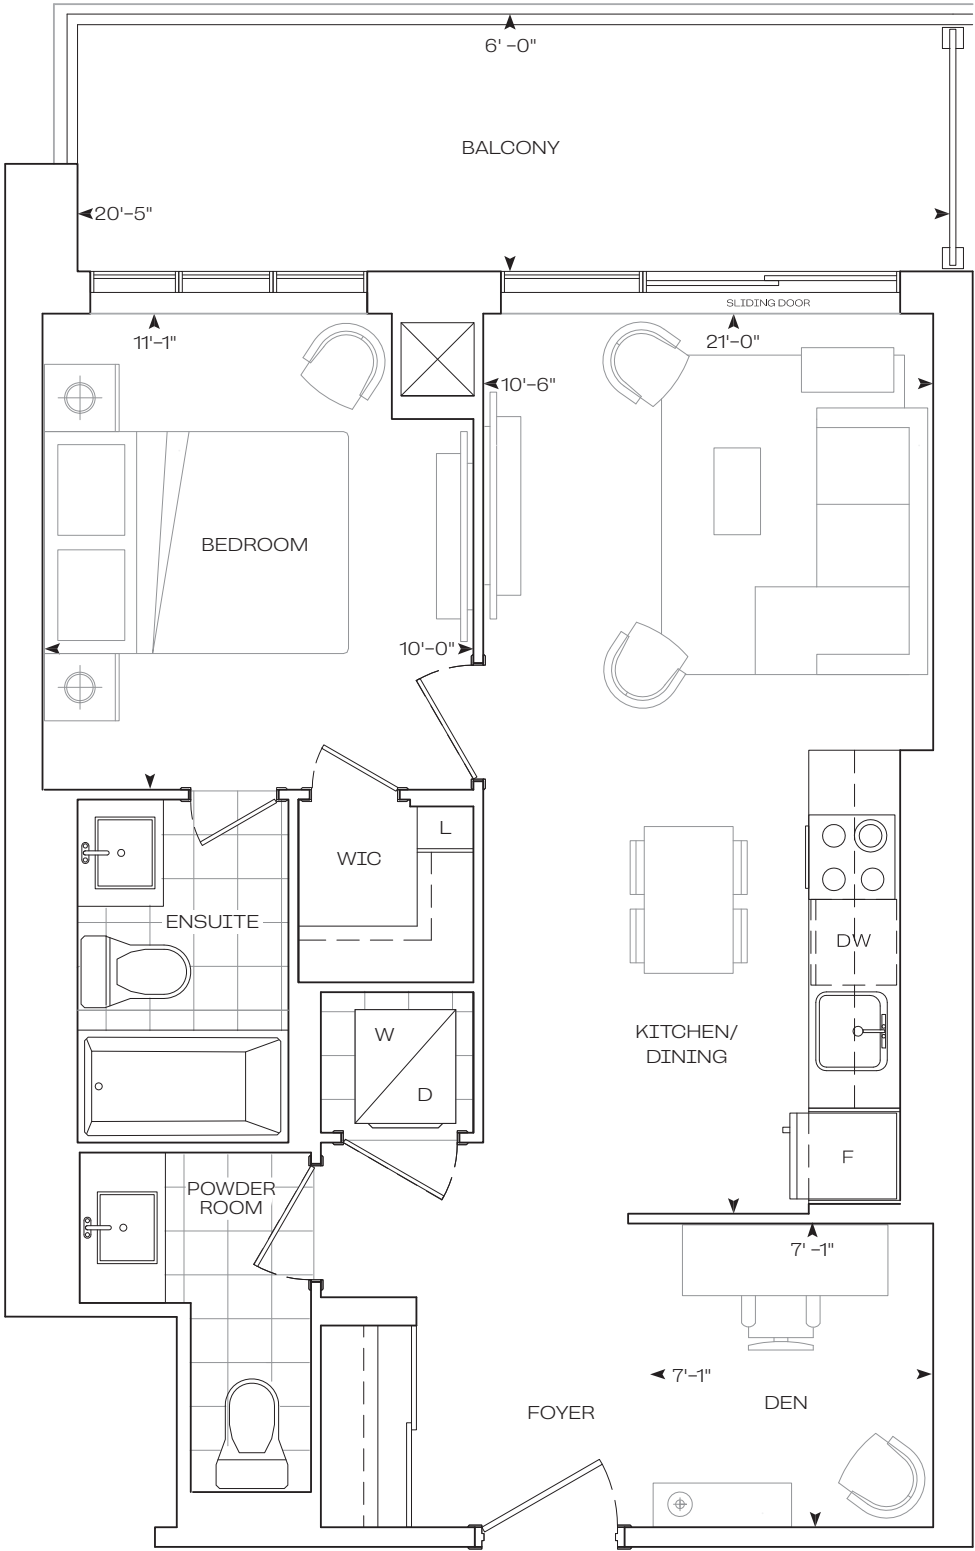 6'-0"
BALCONY
20'-5"
SLIDING DOOR
11'-1"
21'-0"
10'-6"
BEDROOM
10'-0"
L
WIC
ENSUITE
DW
W
KITCHEN/
DINING
D
F
POWDER
ROOM
7'-1"
7'-1"
DEN
FOYER